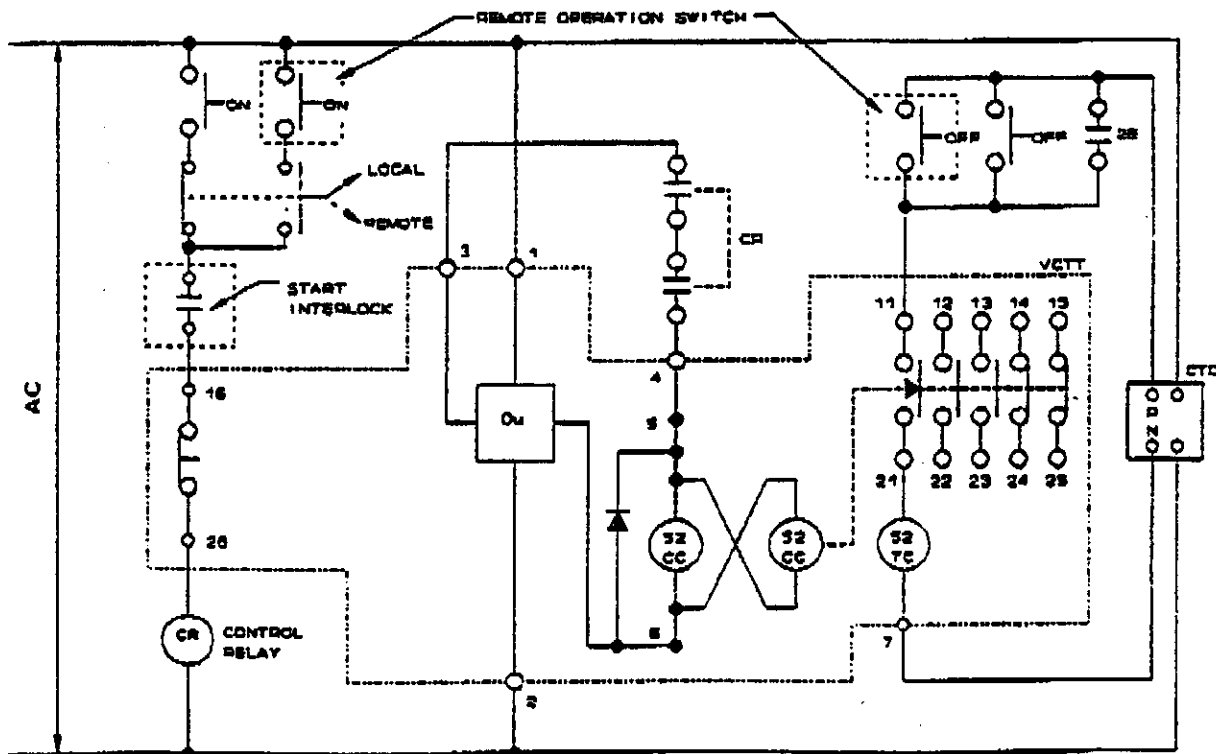 REMOTE OPERATION SWITCH
ON
ON
OFF
OFF
LOCAL
REMOTE
3
1
CR
VCTT
START
INTERLOCK
11 12 13 14 15
4
CTD
AC
16
5
P
N
Du
21 22 23 24 25
26
52
CC
52
CC
52
TC
CR
CONTROL
RELAY
7
2